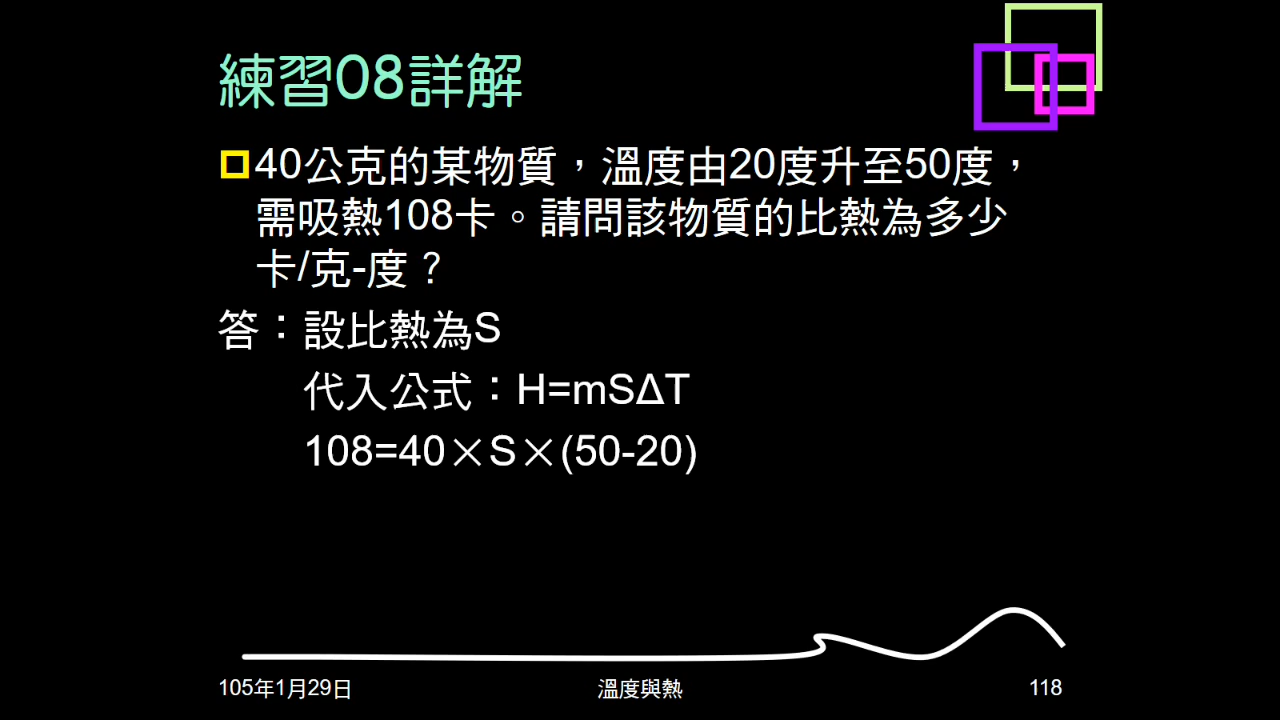 練習08詳解
40公克的某物質，溫度由20度升至50度，
需吸熱108卡。請問該物質的比熱為多少
卡/克-度？
答：設比熱為S
代入公式：H=mSΔT
108=40×S×(50-20)
105年1月29日
溫度與熱
118